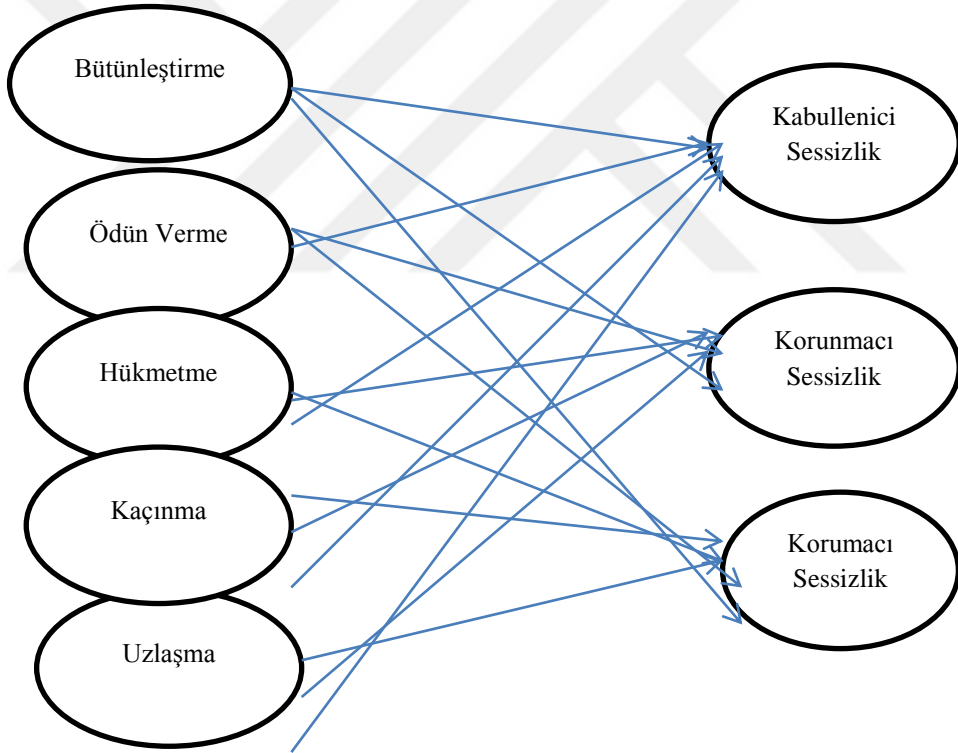 Bütünleştirme
Ödün Verme
Hükmetme
Kaçınma
Uzlaşma
Kabullenici
Sessizlik
Korunmacı
Sessizlik
Korumacı
Sessizlik